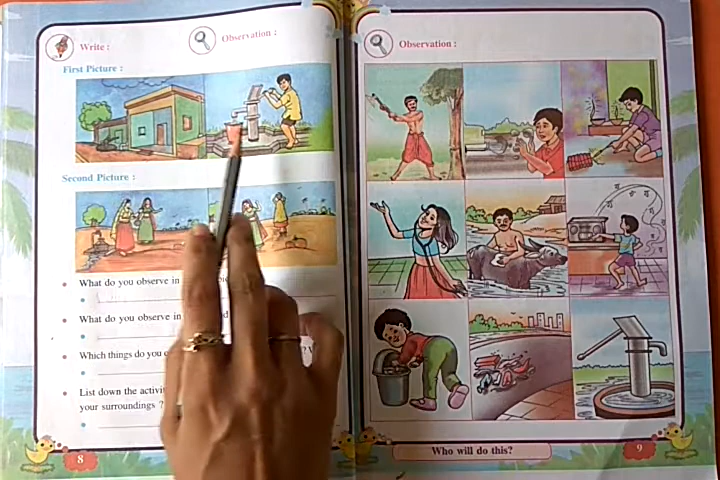 Write :
Observation :
First Picture :
Second Picture :
What do you observe in
What do you observe in
Which things do you
List down the
your surroundings ?
8
Observation :
Who will do this?
9